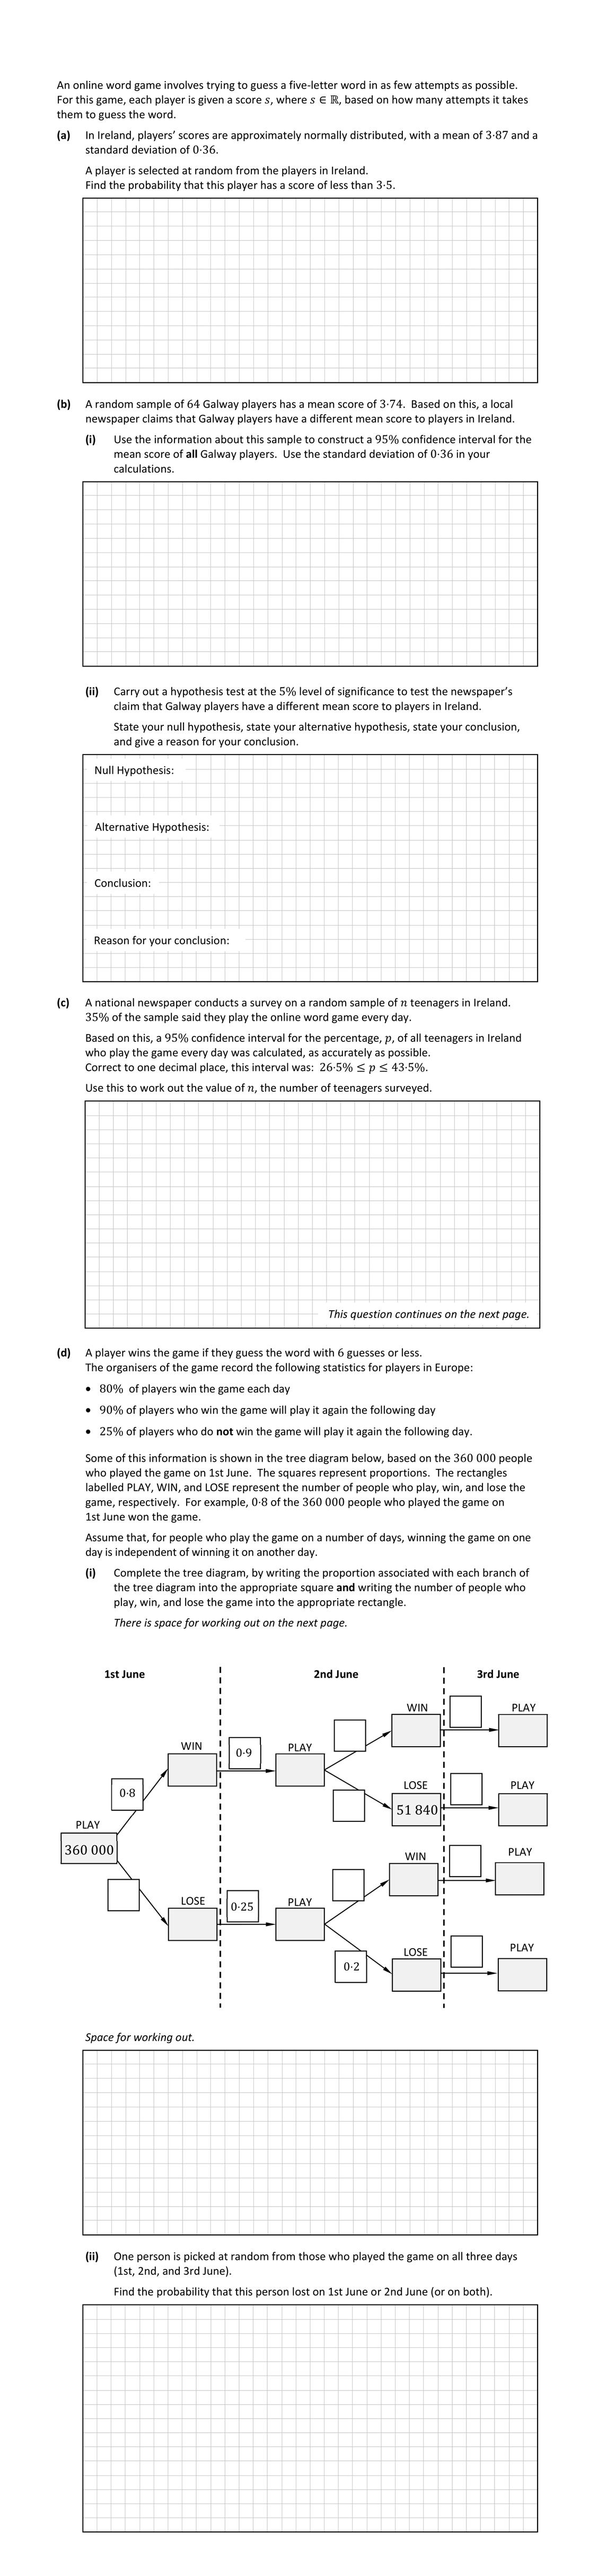 An online word game involves trying to guess a five-letter word in as few attempts as possible.
For this game, each player is given a score s, where s ∈ ℝ, based on how many attempts it takes
them to guess the word.
(a) In Ireland, players’ scores are approximately normally distributed, with a mean of 3·87 and a
standard deviation of 0·36.
A player is selected at random from the players in Ireland.
Find the probability that this player has a score of less than 3·5.
(b) A random sample of 64 Galway players has a mean score of 3·74. Based on this, a local
newspaper claims that Galway players have a different mean score to players in Ireland.
(i) Use the information about this sample to construct a 95% confidence interval for the
mean score of all Galway players. Use the standard deviation of 0·36 in your
calculations.
(ii) Carry out a hypothesis test at the 5% level of significance to test the newspaper’s
claim that Galway players have a different mean score to players in Ireland.
State your null hypothesis, state your alternative hypothesis, state your conclusion,
and give a reason for your conclusion.
Null Hypothesis:
Alternative Hypothesis:
Conclusion:
Reason for your conclusion:
(c) A national newspaper conducts a survey on a random sample of n teenagers in Ireland.
35% of the sample said they play the online word game every day.
Based on this, a 95% confidence interval for the percentage, p, of all teenagers in Ireland
who play the game every day was calculated, as accurately as possible.
Correct to one decimal place, this interval was: 26·5% ≤ p ≤ 43·5%.
Use this to work out the value of n, the number of teenagers surveyed.
This question continues on the next page.
(d) A player wins the game if they guess the word with 6 guesses or less.
The organisers of the game record the following statistics for players in Europe:
• 80% of players win the game each day
• 90% of players who win the game will play it again the following day
• 25% of players who do not win the game will play it again the following day.
Some of this information is shown in the tree diagram below, based on the 360 000 people
who played the game on 1st June. The squares represent proportions. The rectangles
labelled PLAY, WIN, and LOSE represent the number of people who play, win, and lose the
game, respectively. For example, 0·8 of the 360 000 people who played the game on
1st June won the game.
Assume that, for people who play the game on a number of days, winning the game on one
day is independent of winning it on another day.
(i) Complete the tree diagram, by writing the proportion associated with each branch of
the tree diagram into the appropriate square and writing the number of people who
play, win, and lose the game into the appropriate rectangle.
There is space for working out on the next page.
1st June 2nd June 3rd June
WIN PLAY
WIN 0·9 PLAY
0·8 LOSE PLAY
51 840
PLAY
360 000
WIN PLAY
LOSE 0·25 PLAY
LOSE PLAY
0·2
Space for working out.
(ii) One person is picked at random from those who played the game on all three days
(1st, 2nd, and 3rd June).
Find the probability that this person lost on 1st June or 2nd June (or on both).